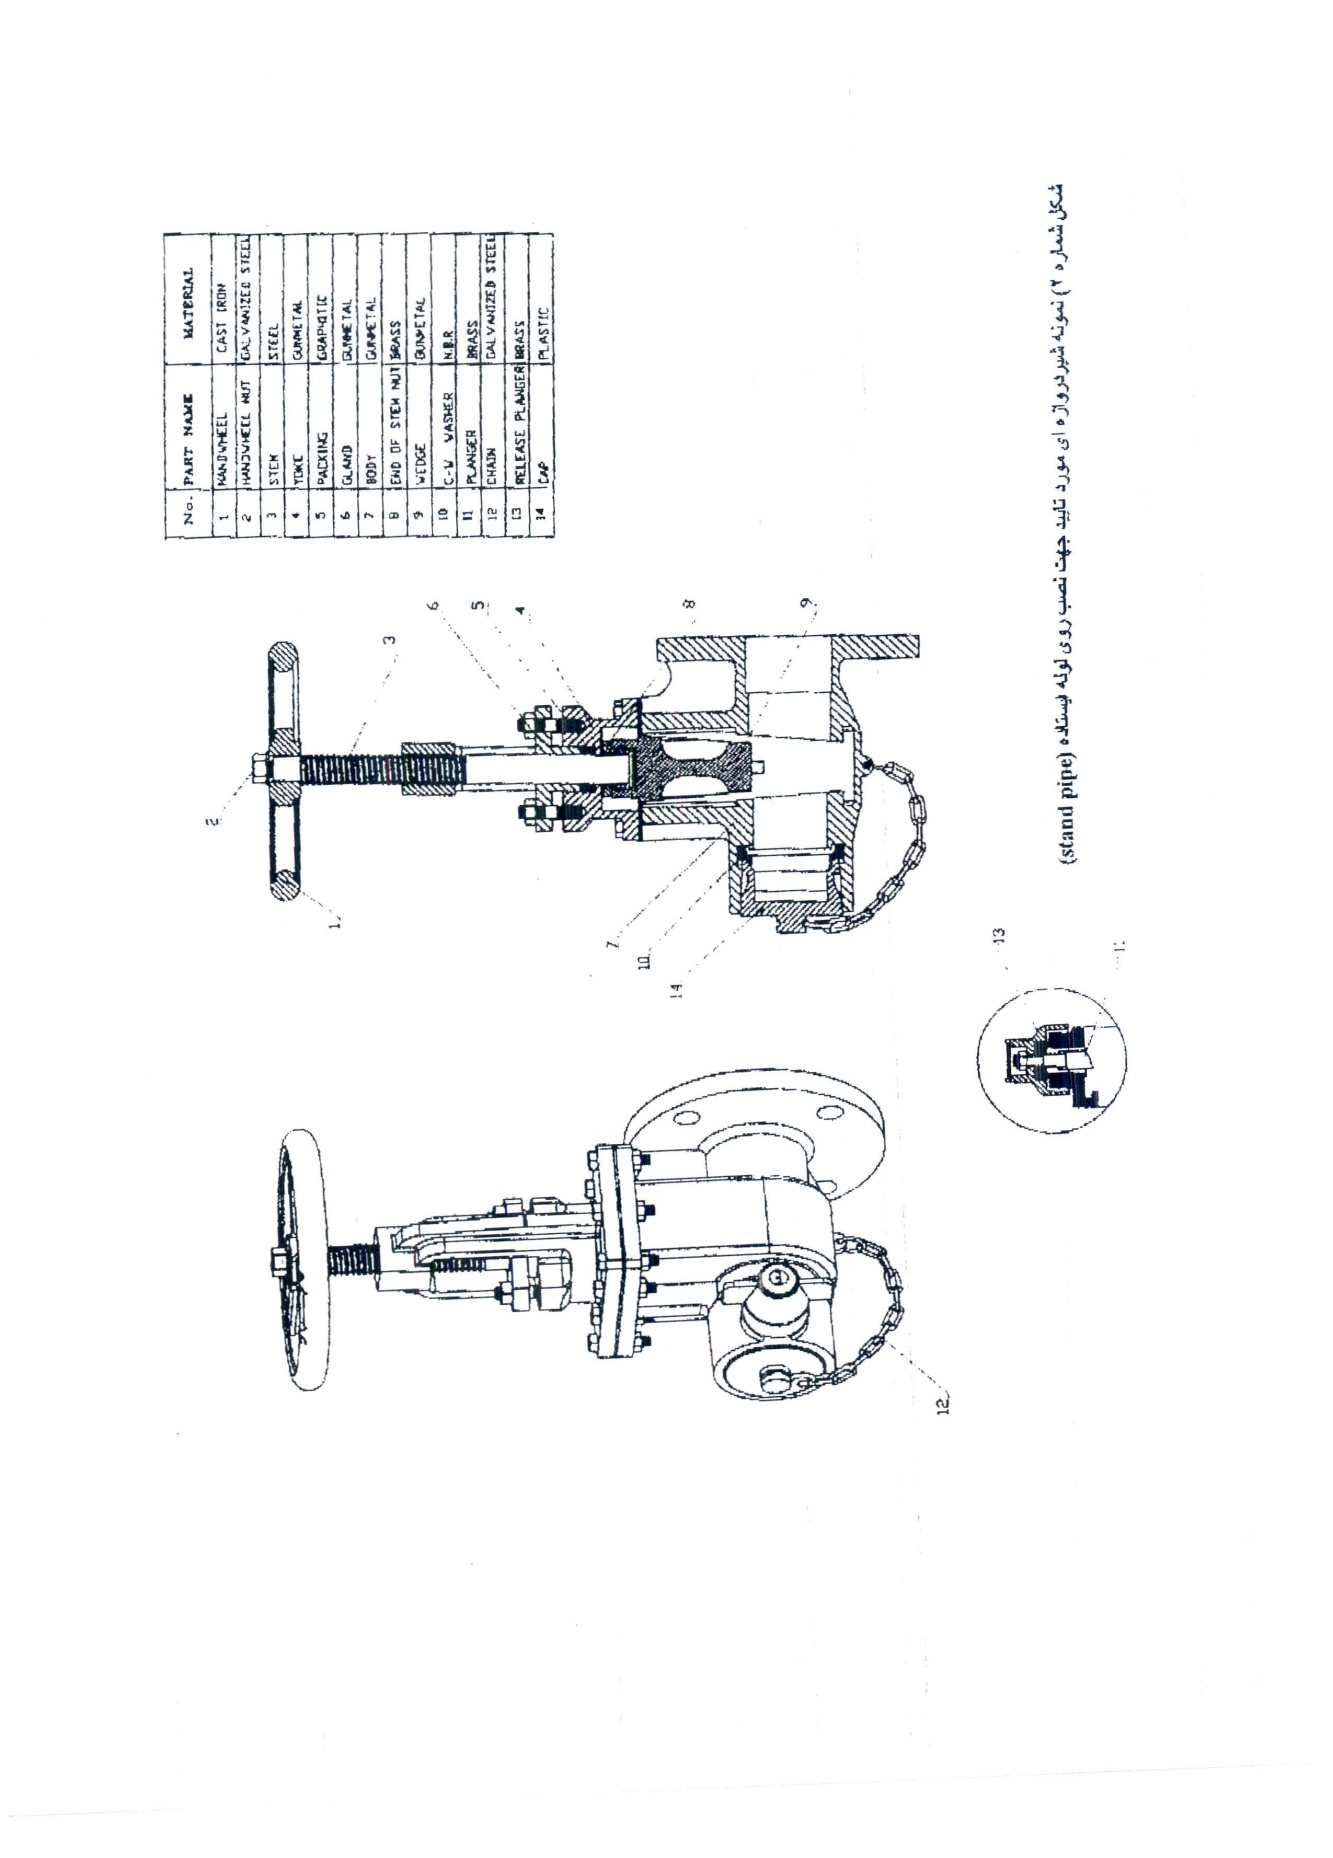 No. PART NAME MATERIAL
1 HANDWHEEL CAST IRON
2 HANDWHEEL NUT GALVANIZED STEEL
3 STEM STEEL
4 YOKE GUNMETAL
5 PACKING GRAPHITIC
6 GLAND GUNMETAL
7 BODY GUNMETAL
8 END OF STEM NUT BRASS
9 WEDGE GUNMETAL
10 C-W WASHER N.B.R
11 PLANGER BRASS
12 CHAIN GALVANIZED STEEL
13 RELEASE PLANGER BRASS
14 CAP PLASTIC
1
2
3
6
5
4
8
9
7
10
14
12
13
11
شکل شماره ۲) نمونه شیر دروازه ای مورد تایید جهت نصب روی لوله ایستاده (stand pipe)